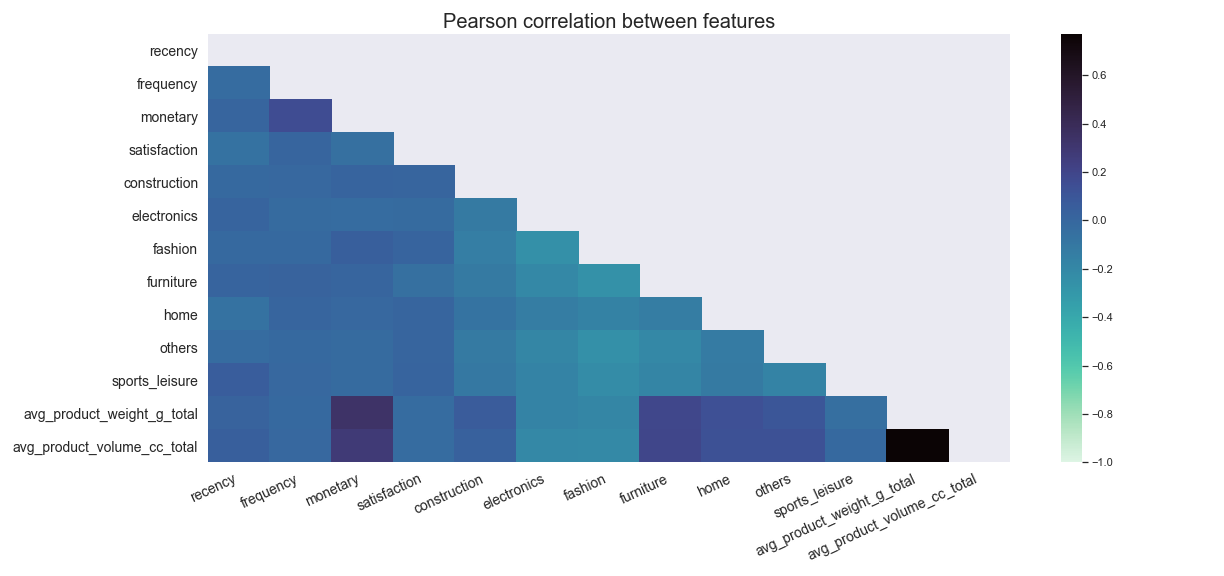 Pearson correlation between features
recency
frequency
monetary
satisfaction
construction
electronics
fashion
furniture
home
others
sports_leisure
avg_product_weight_g_total
avg_product_volume_cc_total
recency
frequency
monetary
satisfaction
construction
electronics
fashion
furniture
home
others
sports_leisure
avg_product_weight_g_total
avg_product_volume_cc_total
0.6
0.4
0.2
0.0
−0.2
−0.4
−0.6
−0.8
−1.0